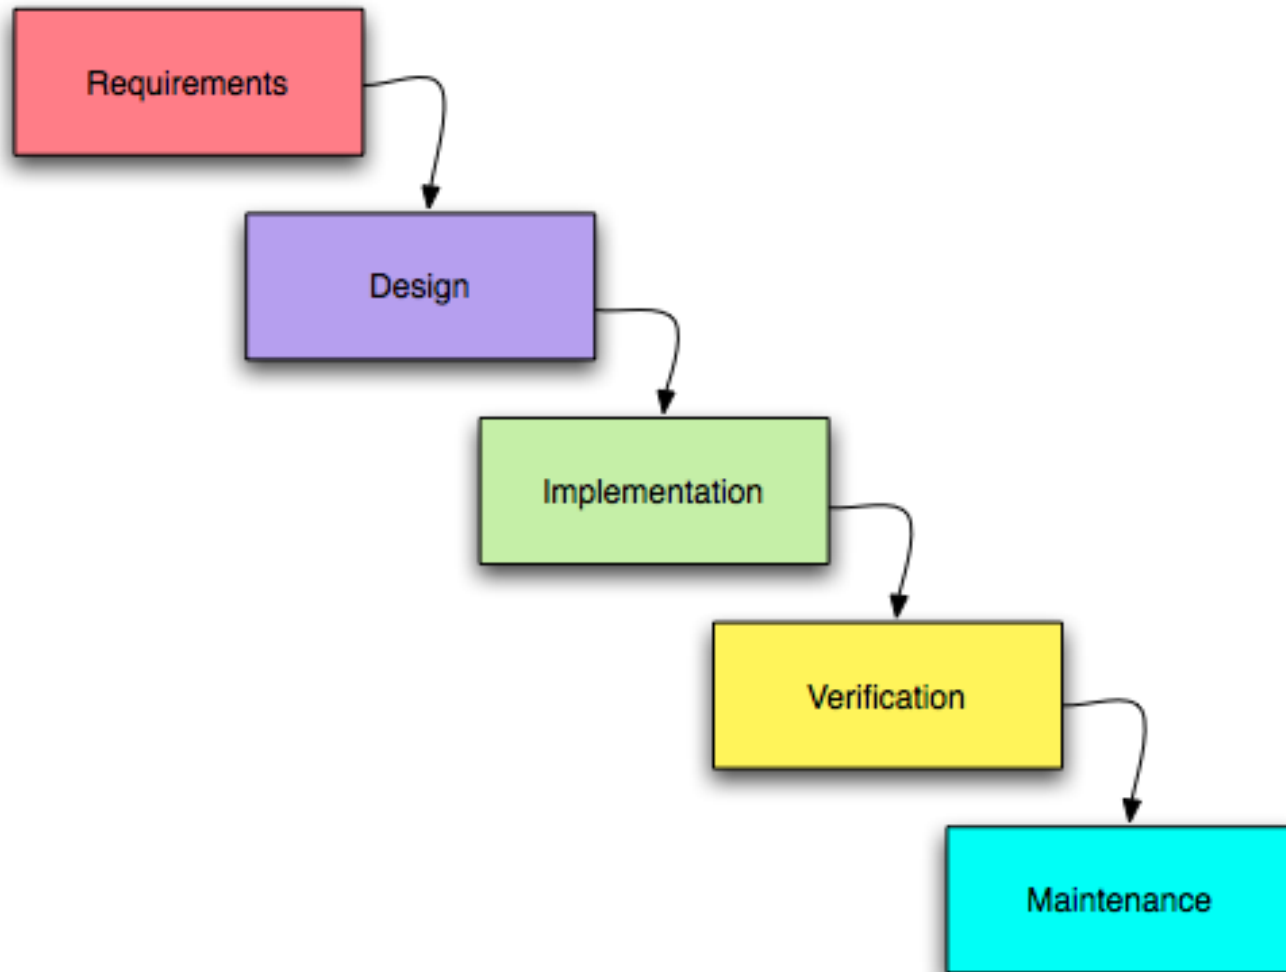 Requirements
Design
Implementation
Verification
Maintenance